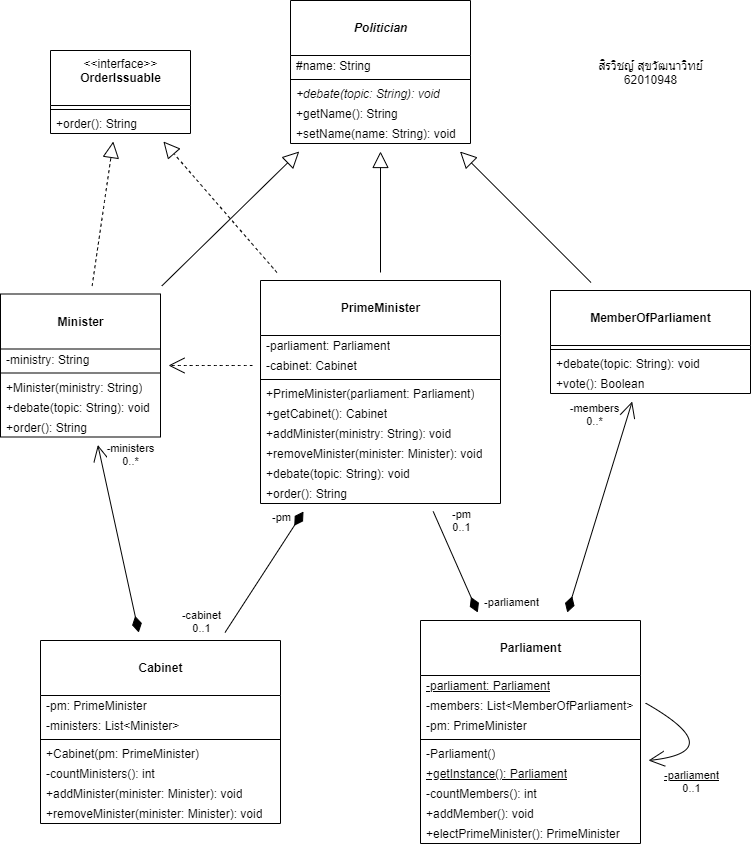 Politician
#name: String
+debate(topic: String): void
+getName(): String
+setName(name: String): void
<<interface>>
OrderIssuable
+order(): String
สิรวิชญ์ สุขวัฒนาวิทย์
62010948
Minister
-ministry: String
+Minister(ministry: String)
+debate(topic: String): void
+order(): String
PrimeMinister
-parliament: Parliament
-cabinet: Cabinet
+PrimeMinister(parliament: Parliament)
+getCabinet(): Cabinet
+addMinister(ministry: String): void
+removeMinister(minister: Minister): void
+debate(topic: String): void
+order(): String
MemberOfParliament
+debate(topic: String): void
+vote(): Boolean
-ministers
0..*
-members
0..*
-pm
-pm
0..1
-cabinet
0..1
-parliament
Cabinet
-pm: PrimeMinister
-ministers: List<Minister>
+Cabinet(pm: PrimeMinister)
-countMinisters(): int
+addMinister(minister: Minister): void
+removeMinister(minister: Minister): void
Parliament
-parliament: Parliament
-members: List<MemberOfParliament>
-pm: PrimeMinister
-Parliament()
+getInstance(): Parliament
-countMembers(): int
+addMember(): void
+electPrimeMinister(): PrimeMinister
-parliament
0..1